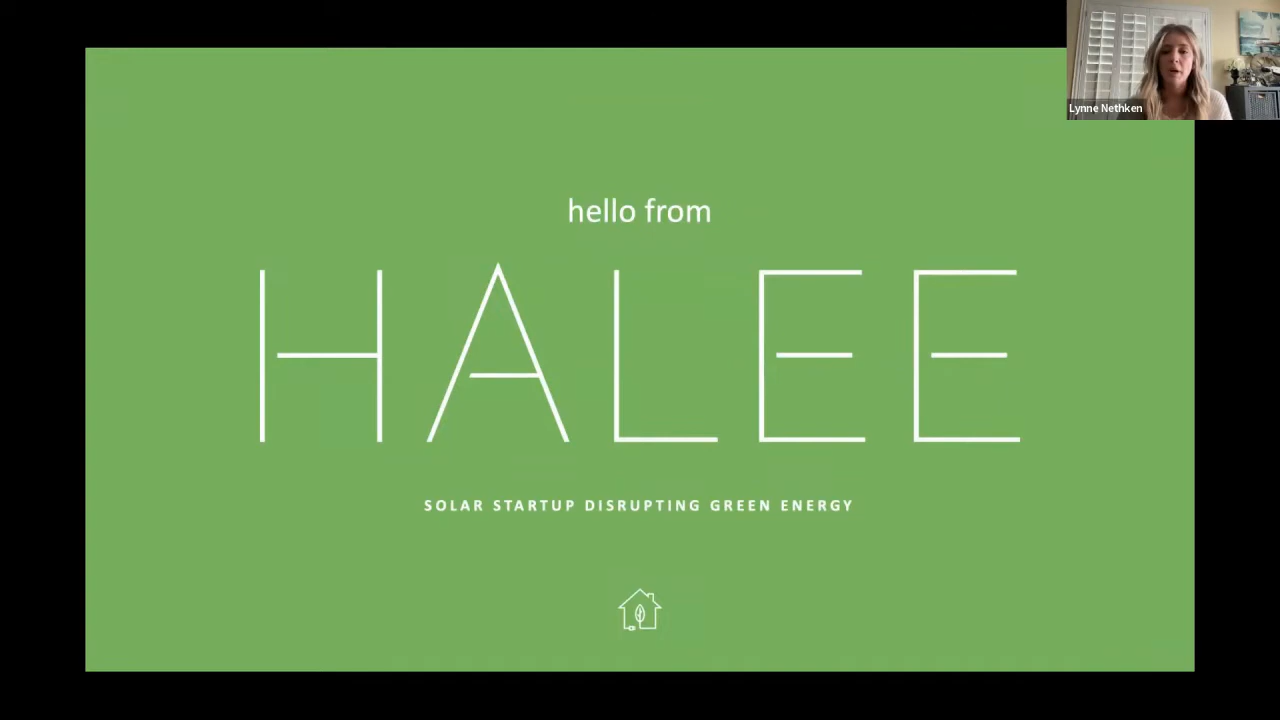 Lynne Nethken
hello from
HALEE
SOLAR STARTUP DISRUPTING GREEN ENERGY